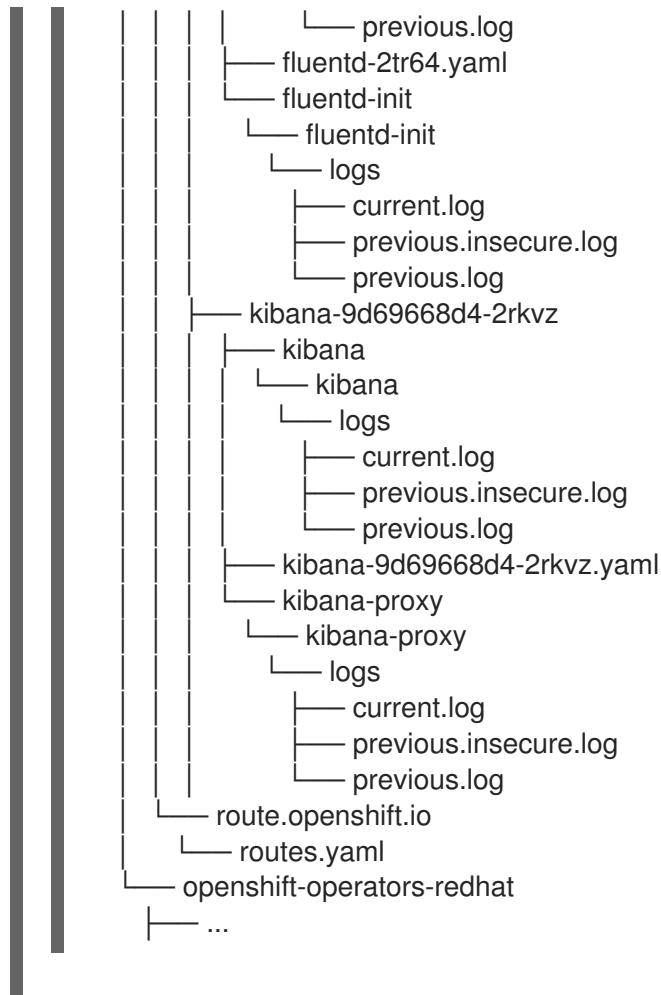 │ │ │ │ └── previous.log
│ │ │ ├── fluentd-2tr64.yaml
│ │ │ └── fluentd-init
│ │ │ └── fluentd-init
│ │ │ └── logs
│ │ │ ├── current.log
│ │ │ ├── previous.insecure.log
│ │ │ └── previous.log
│ │ ├── kibana-9d69668d4-2rkvz
│ │ │ ├── kibana
│ │ │ │ └── kibana
│ │ │ │ └── logs
│ │ │ │ ├── current.log
│ │ │ │ ├── previous.insecure.log
│ │ │ │ └── previous.log
│ │ │ ├── kibana-9d69668d4-2rkvz.yaml
│ │ │ └── kibana-proxy
│ │ │ └── kibana-proxy
│ │ │ └── logs
│ │ │ ├── current.log
│ │ │ ├── previous.insecure.log
│ │ │ └── previous.log
│ └── route.openshift.io
│ └── routes.yaml
└── openshift-operators-redhat
├── ...